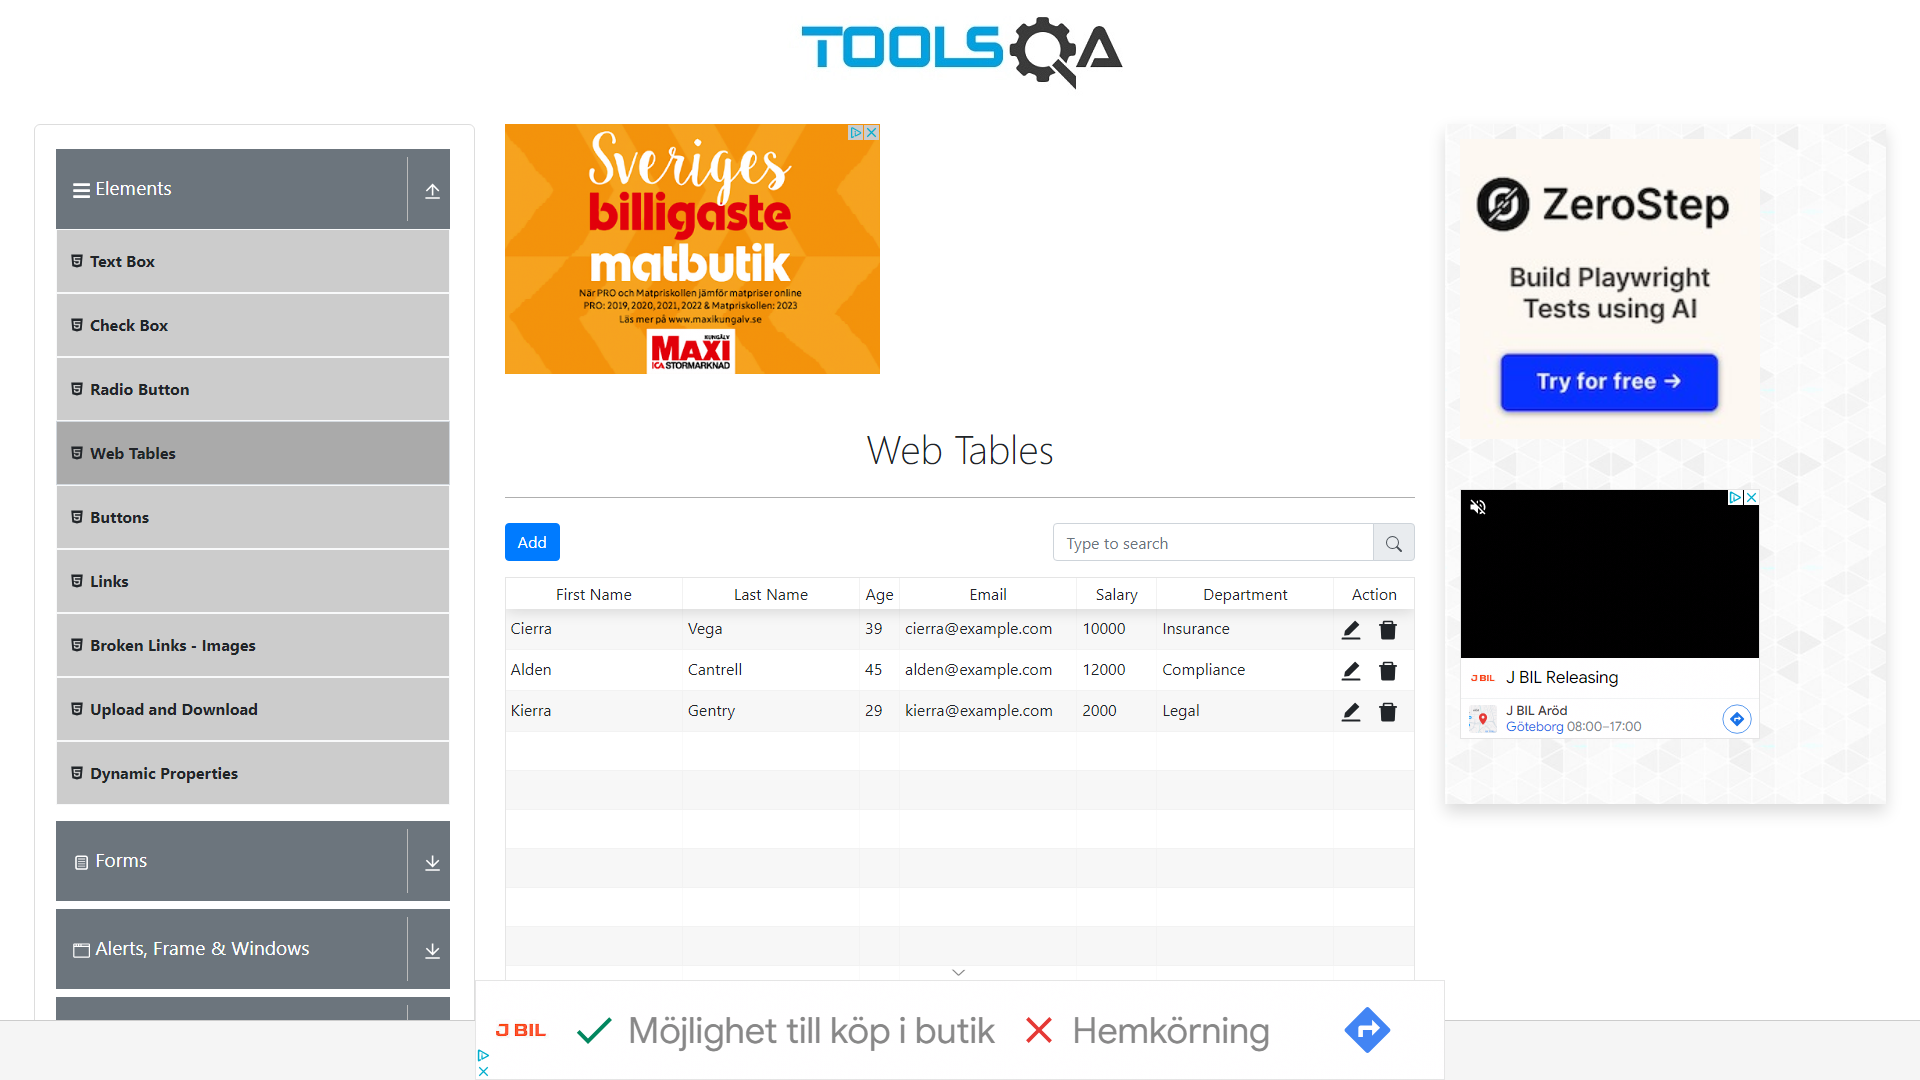 TOOLSQA
Elements
Text Box
Check Box
Radio Button
Web Tables
Buttons
Links
Broken Links - Images
Upload and Download
Dynamic Properties
Forms
Alerts, Frame & Windows
Sveriges
billigaste
matbutik
När PRO och Matpriskollen jämför matpriser online
PRO: 2019, 2020, 2021, 2022 & Matpriskollen: 2023
Läs mer på www.maxikungalv.se
KUNGÄLV
MAXI
ICA STORMARKNAD
Web Tables
Add
Type to search
First Name Last Name Age Email Salary Department Action
Cierra Vega 39 cierra@example.com 10000 Insurance
Alden Cantrell 45 alden@example.com 12000 Compliance
Kierra Gentry 29 kierra@example.com 2000 Legal
ZeroStep
Build Playwright
Tests using AI
Try for free →
J BIL J BIL Releasing
J BIL Aröd
Göteborg 08:00–17:00
J BIL Möjlighet till köp i butik Hemkörning